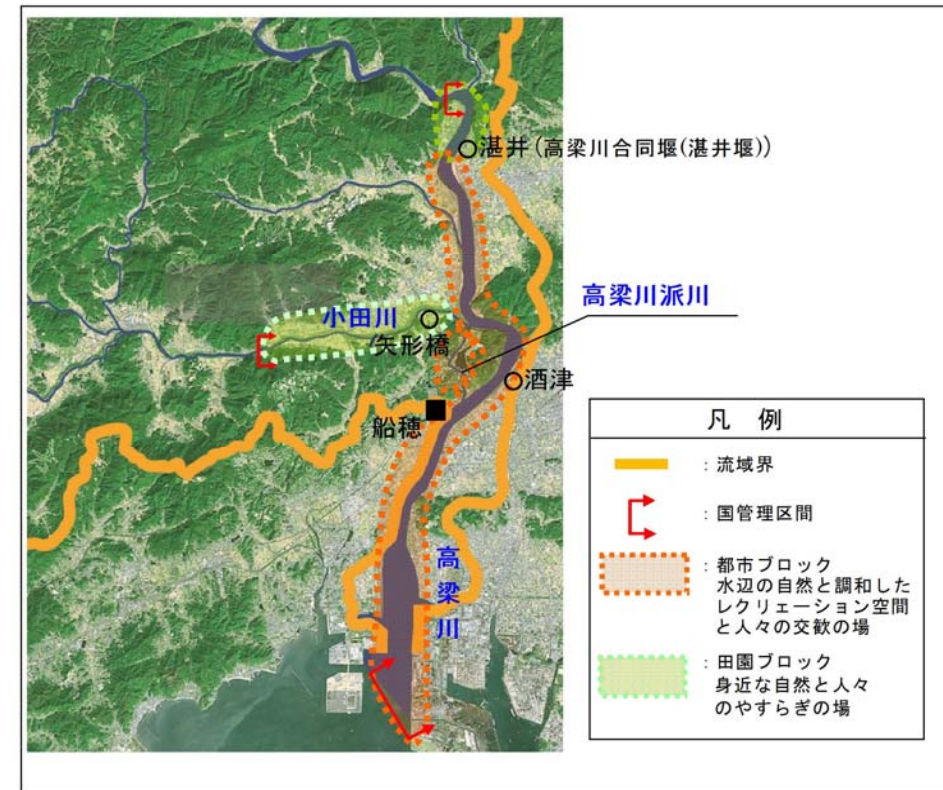 湛井(高梁川合同堰(湛井堰))
高梁川派川
小田川
矢形橋
酒津
船穂
高梁川
凡 例
: 流域界
: 国管理区間
: 都市ブロック
水辺の自然と調和した
レクリェーション空間
と人々の交歓の場
: 田園ブロック
身近な自然と人々
のやすらぎの場